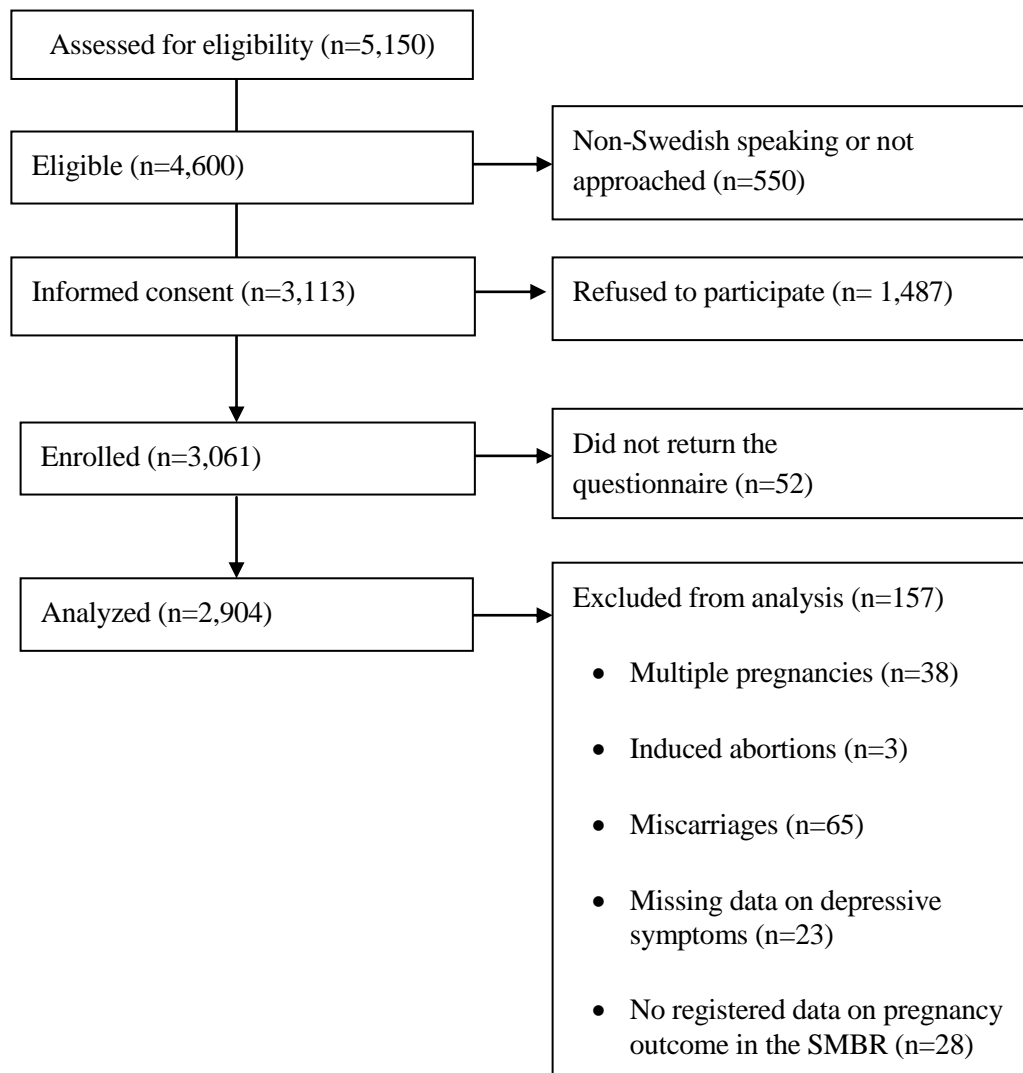 Assessed for eligibility (n=5,150)
Eligible (n=4,600)
Non-Swedish speaking or not
approached (n=550)
Informed consent (n=3,113)
Refused to participate (n= 1,487)
Enrolled (n=3,061)
Did not return the
questionnaire (n=52)
Analyzed (n=2,904)
Excluded from analysis (n=157)
• Multiple pregnancies (n=38)
• Induced abortions (n=3)
• Miscarriages (n=65)
• Missing data on depressive
symptoms (n=23)
• No registered data on pregnancy
outcome in the SMBR (n=28)